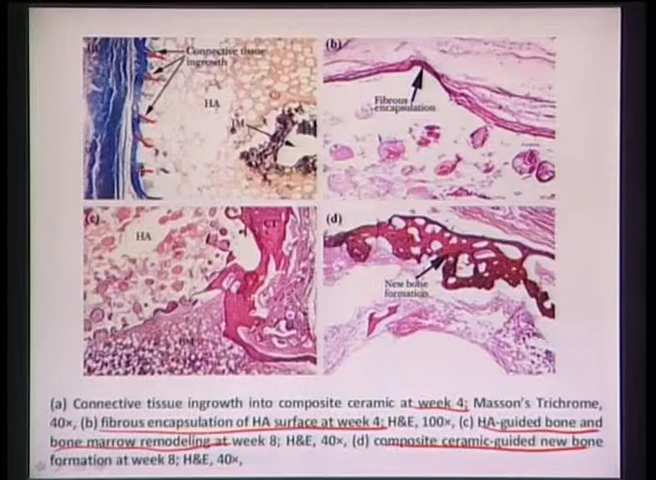 (a)
Connective tissue
ingrowth
HA
BM
(b)
Fibrous
encapsulation
(c)
HA
CT
BM
(d)
New bone
formation
(a) Connective tissue ingrowth into composite ceramic at week 4; Masson's Trichrome,
40×, (b) fibrous encapsulation of HA surface at week 4; H&E, 100×, (c) HA-guided bone and
bone marrow remodeling at week 8; H&E, 40×, (d) composite ceramic-guided new bone
formation at week 8; H&E, 40×,